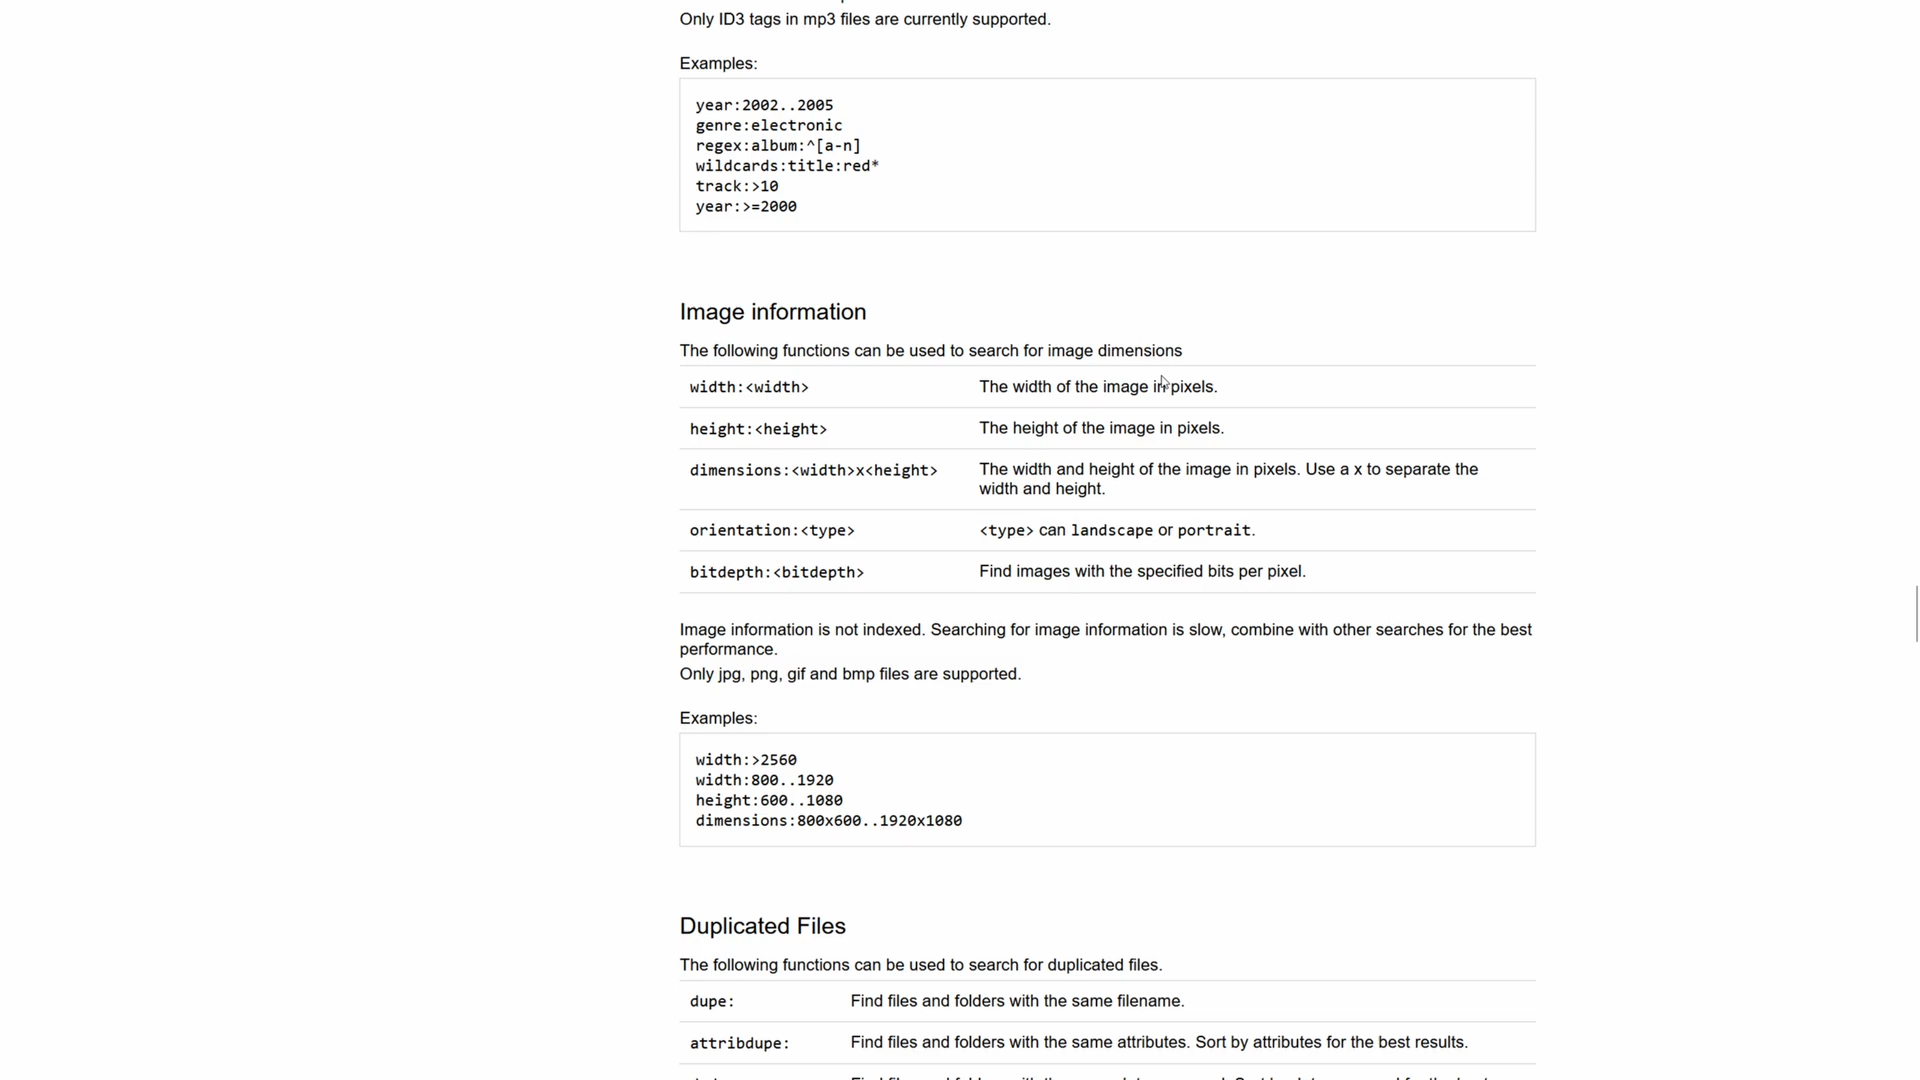 Only ID3 tags in mp3 files are currently supported.
Examples:
year:2002..2005
genre:electronic
regex:album:^[a-n]
wildcards:title:red*
track:>10
year:>=2000
Image information
The following functions can be used to search for image dimensions
width:<width> The width of the image in pixels.
height:<height> The height of the image in pixels.
dimensions:<width>x<height> The width and height of the image in pixels. Use a x to separate the
width and height.
orientation:<type> <type> can landscape or portrait.
bitdepth:<bitdepth> Find images with the specified bits per pixel.
Image information is not indexed. Searching for image information is slow, combine with other searches for the best
performance.
Only jpg, png, gif and bmp files are supported.
Examples:
width:>2560
width:800..1920
height:600..1080
dimensions:800x600..1920x1080
Duplicated Files
The following functions can be used to search for duplicated files.
dupe: Find files and folders with the same filename.
attribdupe: Find files and folders with the same attributes. Sort by attributes for the best results.